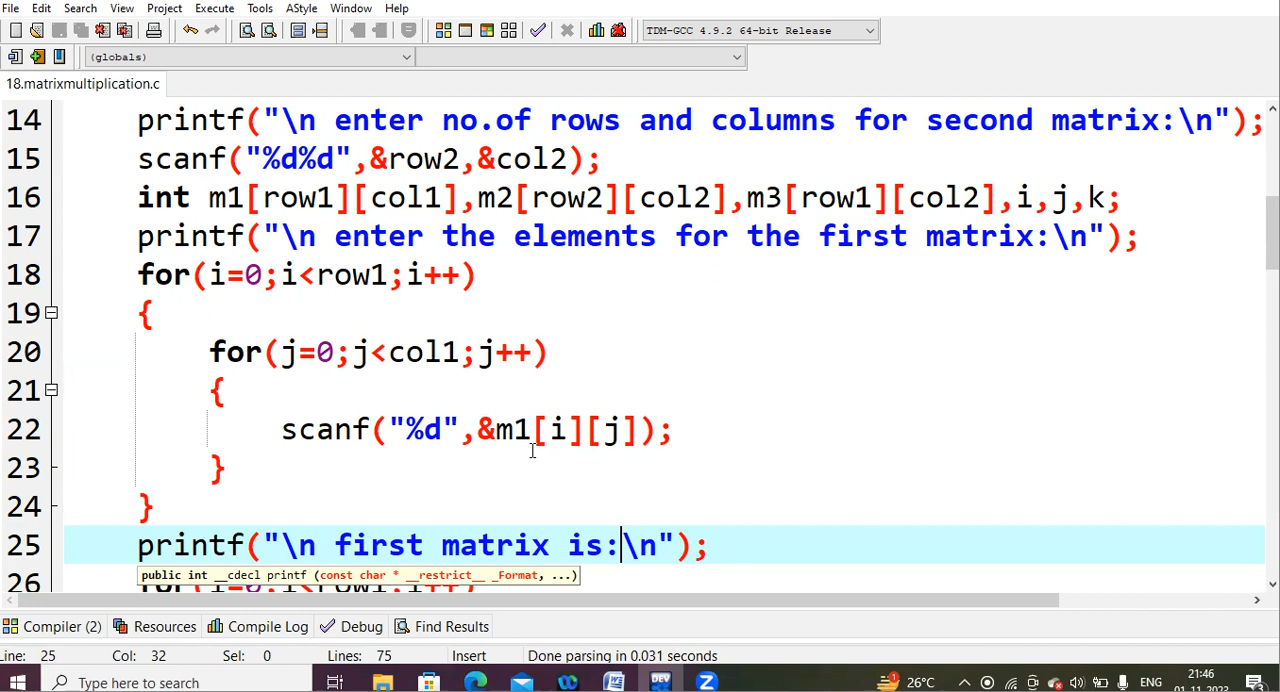 File Edit Search View Project Execute Tools AStyle Window Help
TDM-GCC 4.9.2 64-bit Release
(globals)
18.matrixmultiplication.c
14 printf("\n enter no.of rows and columns for second matrix:\n");
15 scanf("%d%d",&row2,&col2);
16 int m1[row1][col1],m2[row2][col2],m3[row1][col2],i,j,k;
17 printf("\n enter the elements for the first matrix:\n");
18 for(i=0;i<row1;i++)
19 {
20 for(j=0;j<col1;j++)
21 {
22 scanf("%d",&m1[i][j]);
23 }
24 }
25 printf("\n first matrix is:\n");
public int __cdecl printf (const char * __restrict__ _Format, ...)
26 for(i=0;i<row1;i++)
Compiler (2) Resources Compile Log Debug Find Results
Line: 25 Col: 32 Sel: 0 Lines: 75 Insert Done parsing in 0.031 seconds
Type here to search DEV 26°C ENG 21:46
01-11-2023